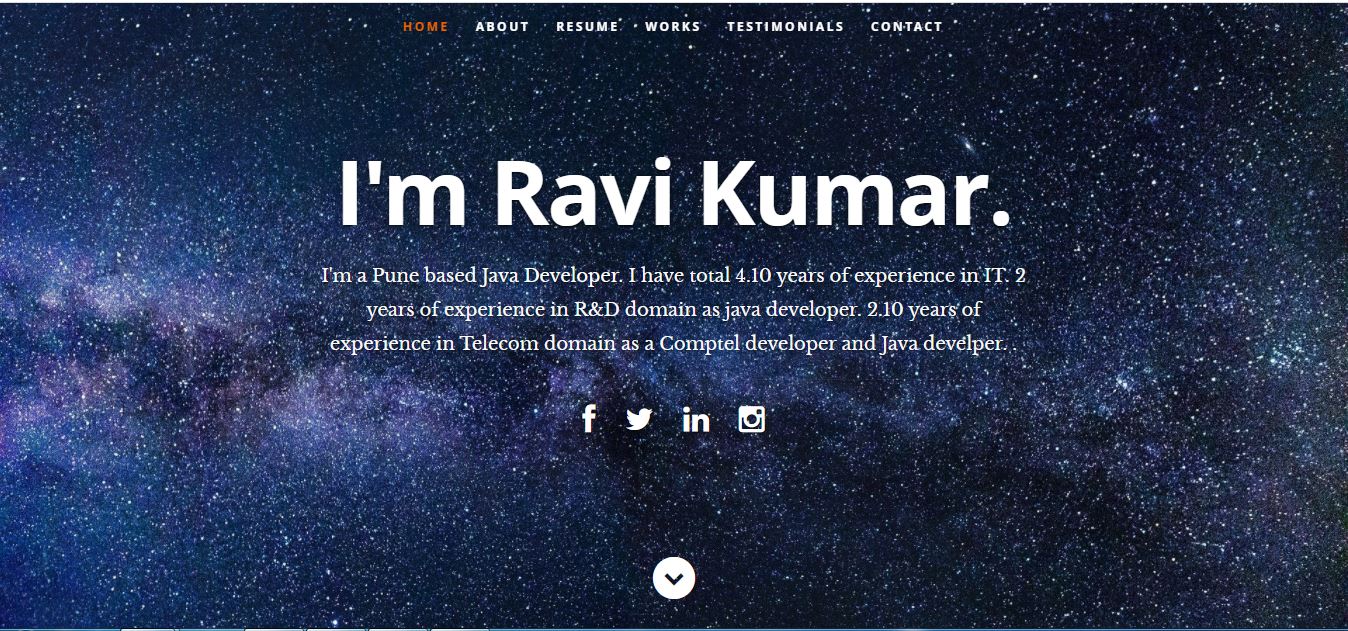 HOME ABOUT RESUME WORKS TESTIMONIALS CONTACT
I'm Ravi Kumar.
I'm a Pune based Java Developer. I have total 4.10 years of experience in IT. 2
years of experience in R&D domain as java developer. 2.10 years of
experience in Telecom domain as a Comptel developer and Java develper. .